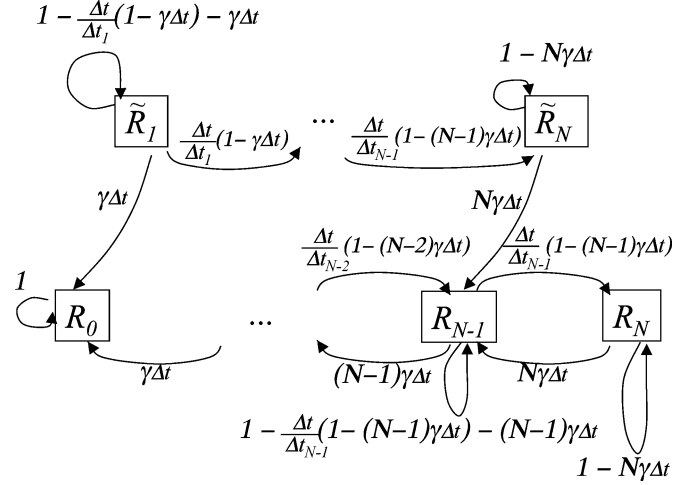 1 − Δt/Δt₁(1 − γΔt) − γΔt
1 − NγΔt
R̃₁
...
R̃_N
Δt/Δt₁(1 − γΔt)
Δt/Δt_{N-1}(1 − (N−1)γΔt)
γΔt
NγΔt
Δt/Δt_{N-2}(1 − (N−2)γΔt)
Δt/Δt_{N-1}(1 − (N−1)γΔt)
1
R₀
...
R_{N-1}
R_N
γΔt
(N−1)γΔt
NγΔt
1 − Δt/Δt_{N-1}(1 − (N−1)γΔt) − (N−1)γΔt
1 − NγΔt